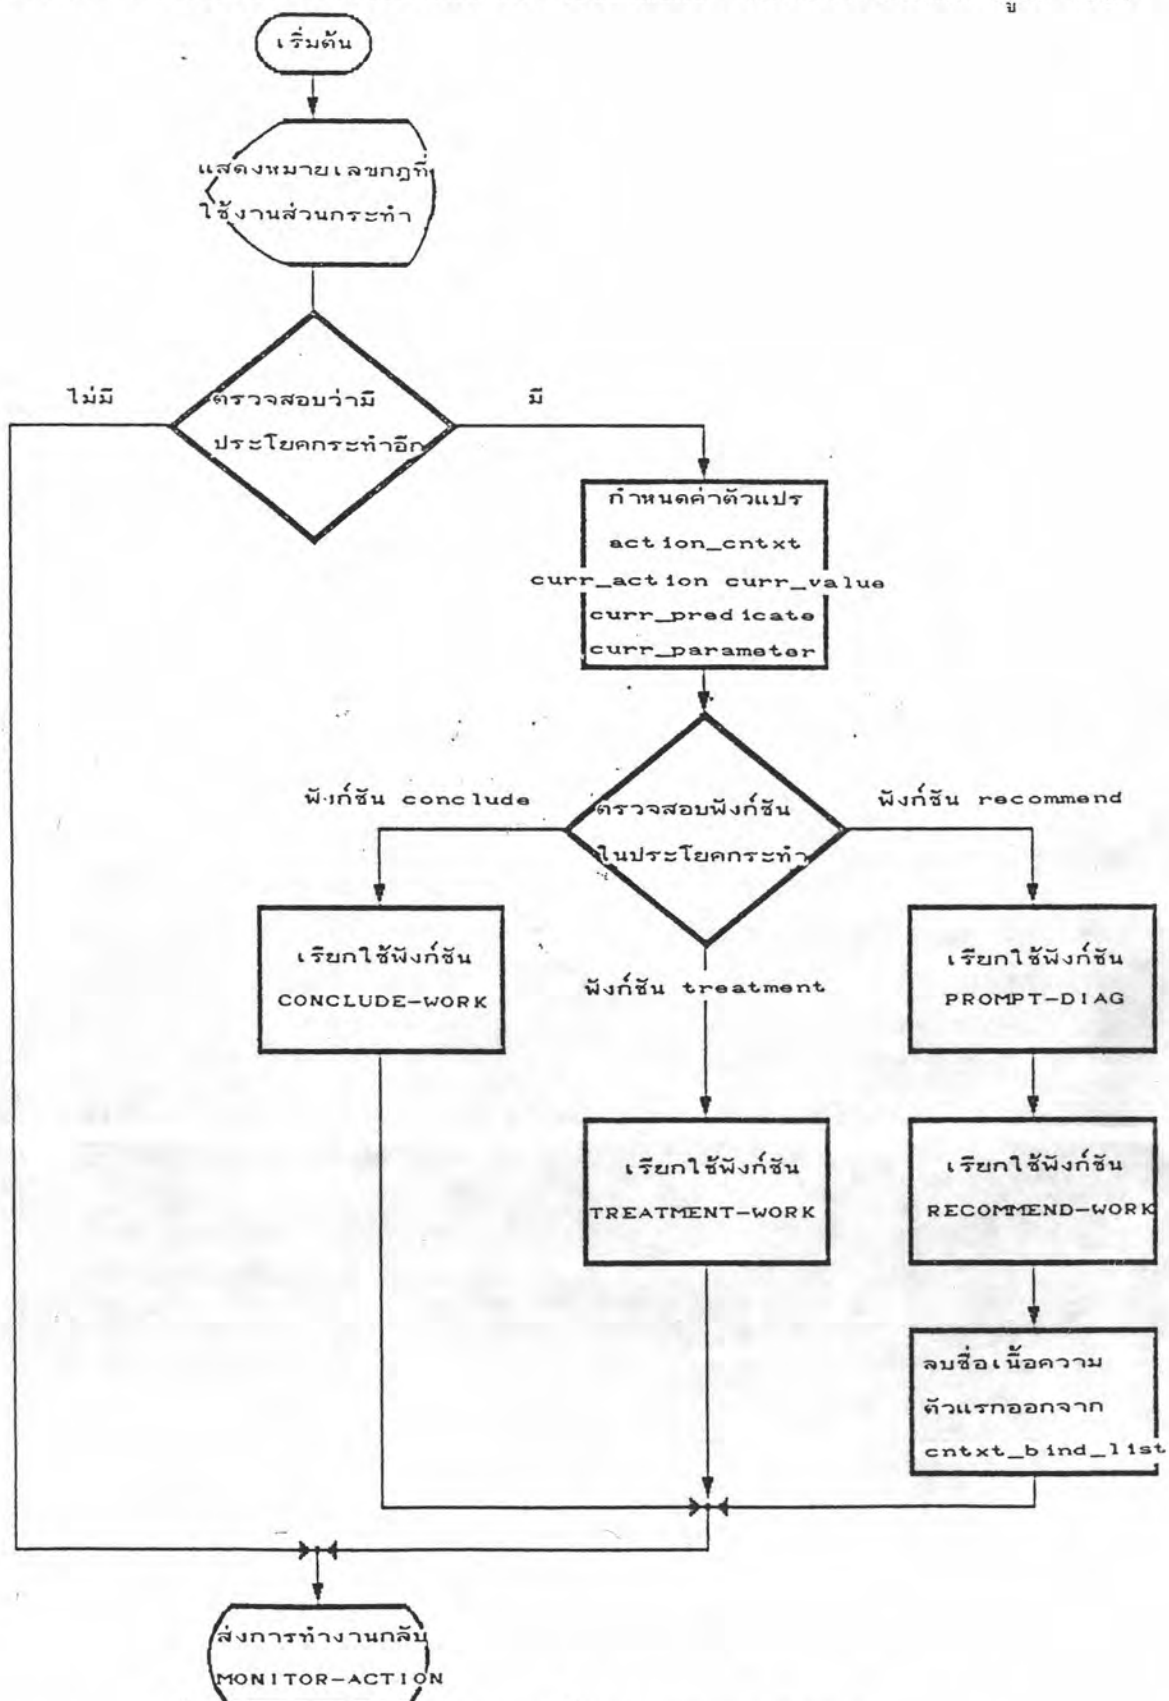 เริ่มต้น
แสดงหมายเลขกฎที่
ใช้งานส่วนกระทำ
ไม่มี
ตรวจสอบว่ามี
ประโยคกระทำอีก
มี
กำหนดค่าตัวแปร
action_cntxt
curr_action curr_value
curr_predicate
curr_parameter
ฟังก์ชัน conclude
ตรวจสอบฟังก์ชัน
ในประโยคกระทำ
ฟังก์ชัน recommend
เรียกใช้ฟังก์ชัน
CONCLUDE-WORK
ฟังก์ชัน treatment
เรียกใช้ฟังก์ชัน
PROMPT-DIAG
เรียกใช้ฟังก์ชัน
TREATMENT-WORK
เรียกใช้ฟังก์ชัน
RECOMMEND-WORK
ลบชื่อเนื้อความ
ตัวแรกออกจาก
cntxt_bind_list
ส่งการทำงานกลับ
MONITOR-ACTION